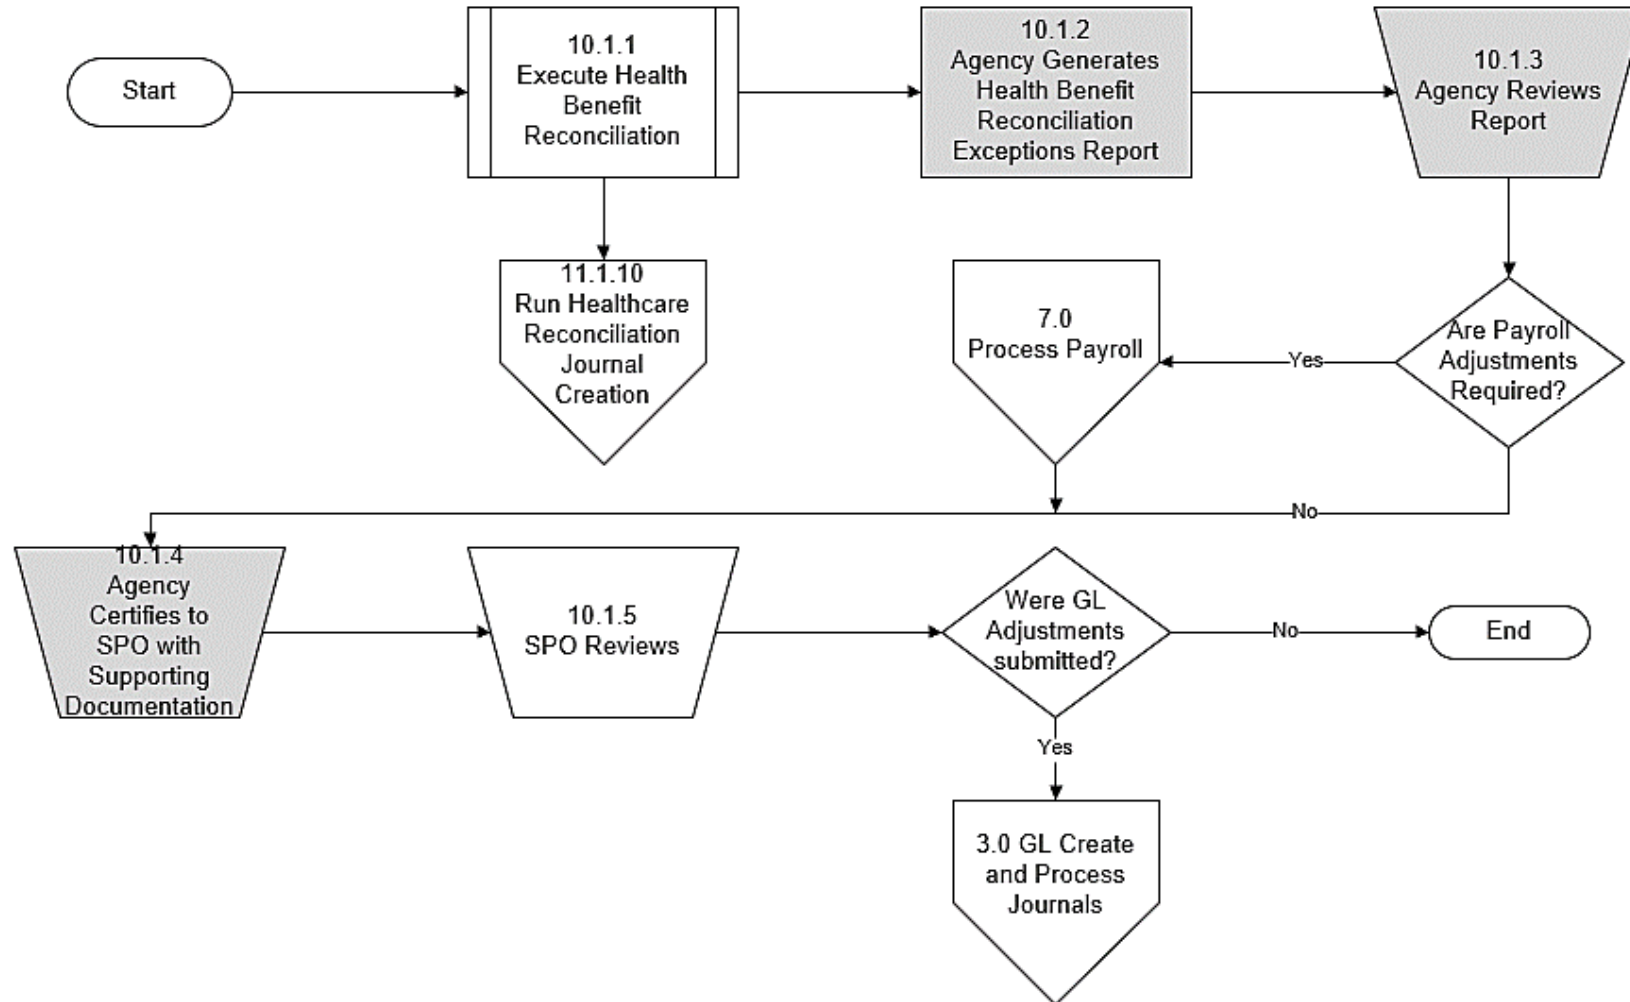 Start
10.1.1
Execute Health
Benefit
Reconciliation
10.1.2
Agency Generates
Health Benefit
Reconciliation
Exceptions Report
10.1.3
Agency Reviews
Report
11.1.10
Run Healthcare
Reconciliation
Journal
Creation
7.0
Process Payroll
Yes
Are Payroll
Adjustments
Required?
No
10.1.4
Agency
Certifies to
SPO with
Supporting
Documentation
10.1.5
SPO Reviews
Were GL
Adjustments
submitted?
No
End
Yes
3.0 GL Create
and Process
Journals